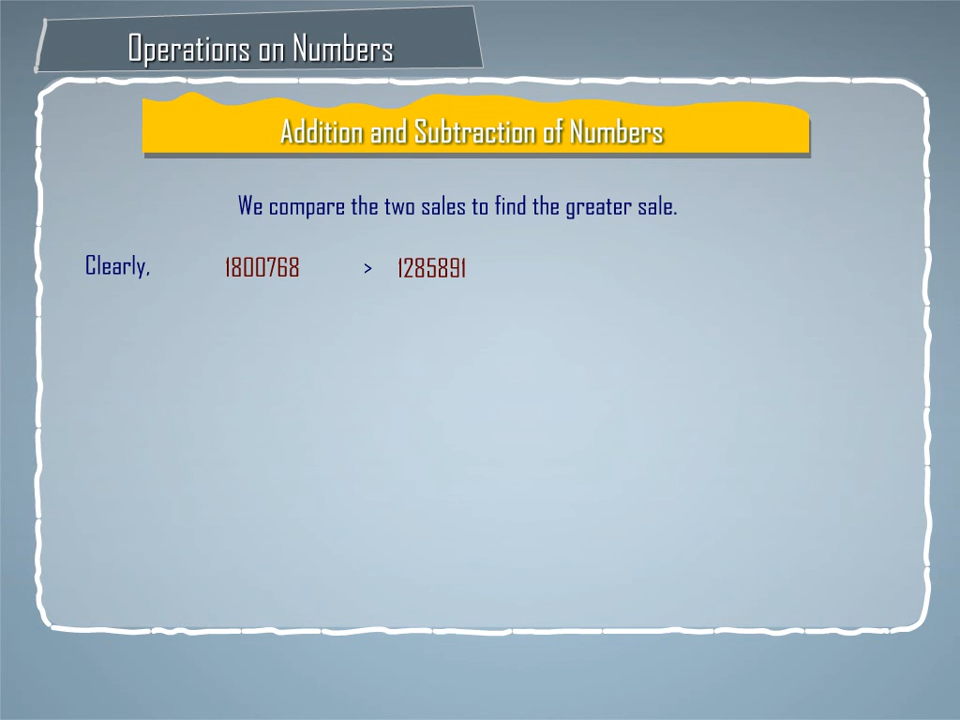 Operations on Numbers
Addition and Subtraction of Numbers
We compare the two sales to find the greater sale.
Clearly, 1800768 > 1285891